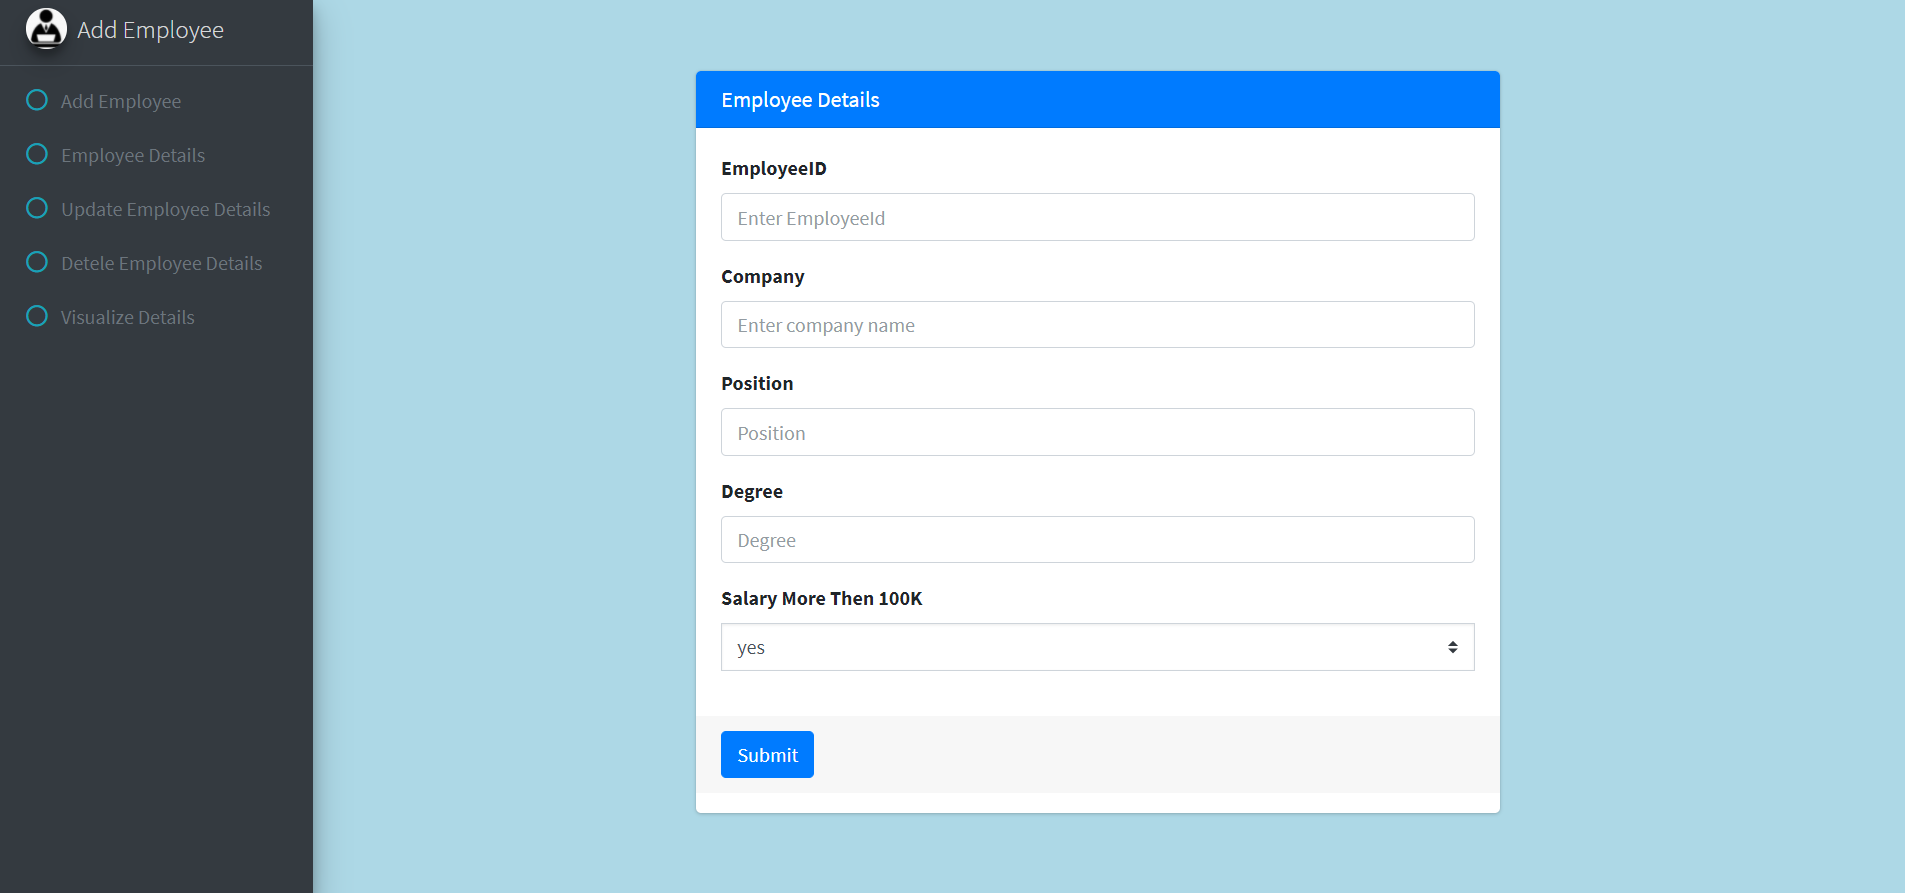 Add Employee
Add Employee
Employee Details
Update Employee Details
Detele Employee Details
Visualize Details
Employee Details
EmployeeID
Enter EmployeeId
Company
Enter company name
Position
Position
Degree
Degree
Salary More Then 100K
yes
Submit